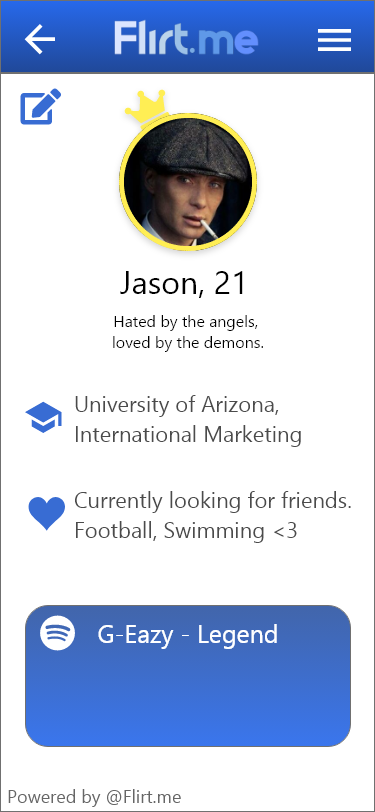 Flirt.me
Jason, 21
Hated by the angels,
loved by the demons.
University of Arizona,
International Marketing
Currently looking for friends.
Football, Swimming <3
G-Eazy - Legend
Powered by @Flirt.me